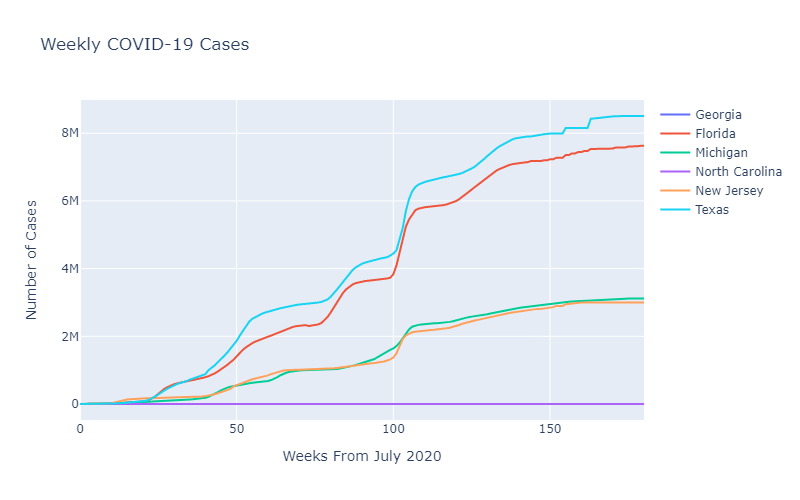 Weekly COVID-19 Cases
Number of Cases
8M
6M
4M
2M
0
0
50
100
150
Weeks From July 2020
Georgia
Florida
Michigan
North Carolina
New Jersey
Texas